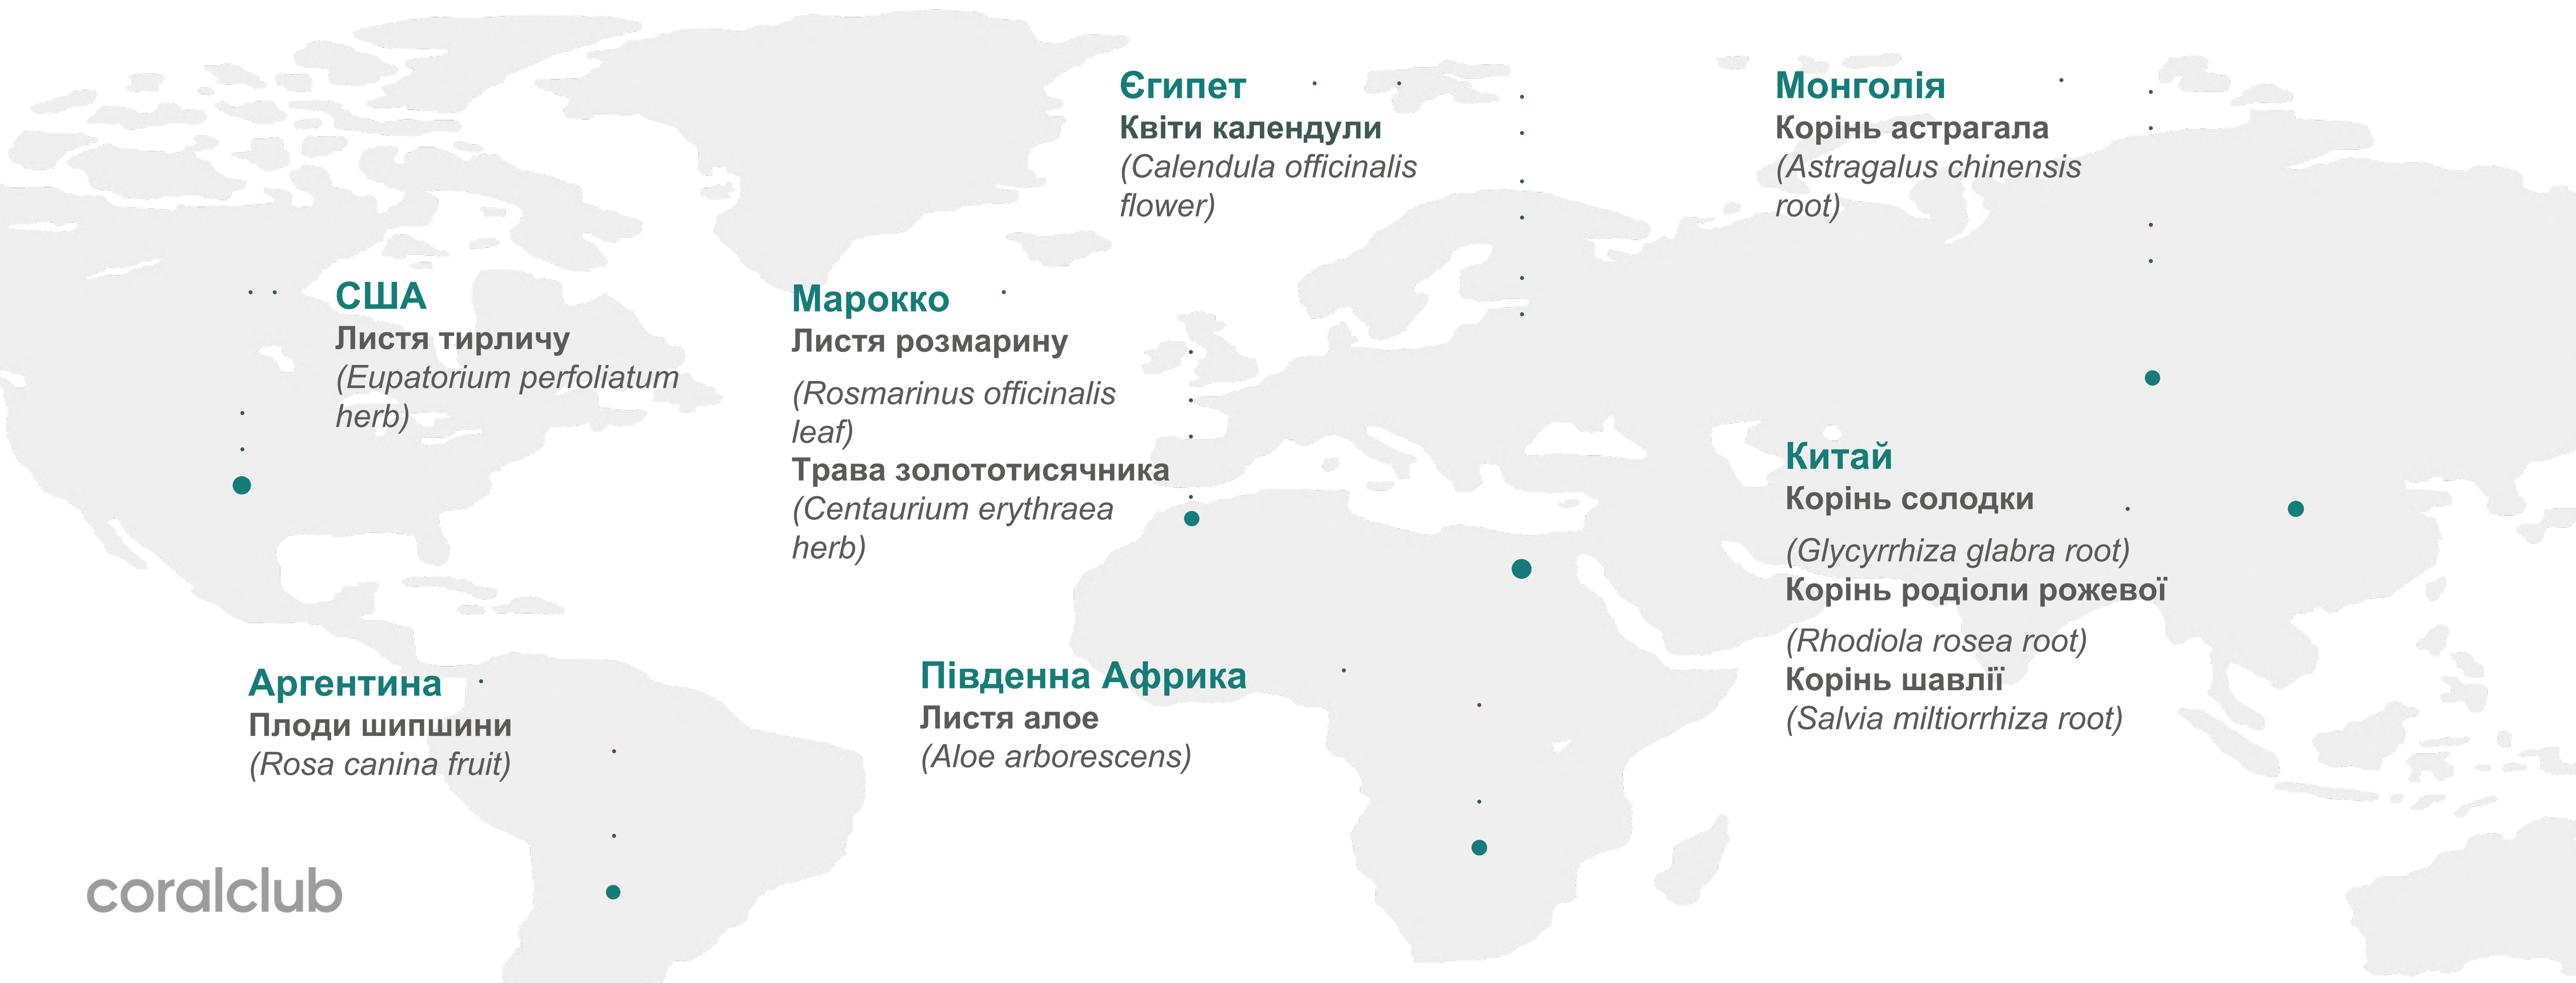 Єгипет
Квіти календули
(Calendula officinalis
flower)
Монголія
Корінь астрагала
(Astragalus chinensis
root)
США
Листя тирличу
(Eupatorium perfoliatum
herb)
Марокко
Листя розмарину
(Rosmarinus officinalis
leaf)
Трава золототисячника
(Centaurium erythraea
herb)
Китай
Корінь солодки
(Glycyrrhiza glabra root)
Корінь родіоли рожевої
(Rhodiola rosea root)
Корінь шавлії
(Salvia miltiorrhiza root)
Аргентина
Плоди шипшини
(Rosa canina fruit)
Південна Африка
Листя алое
(Aloe arborescens)
coralclub